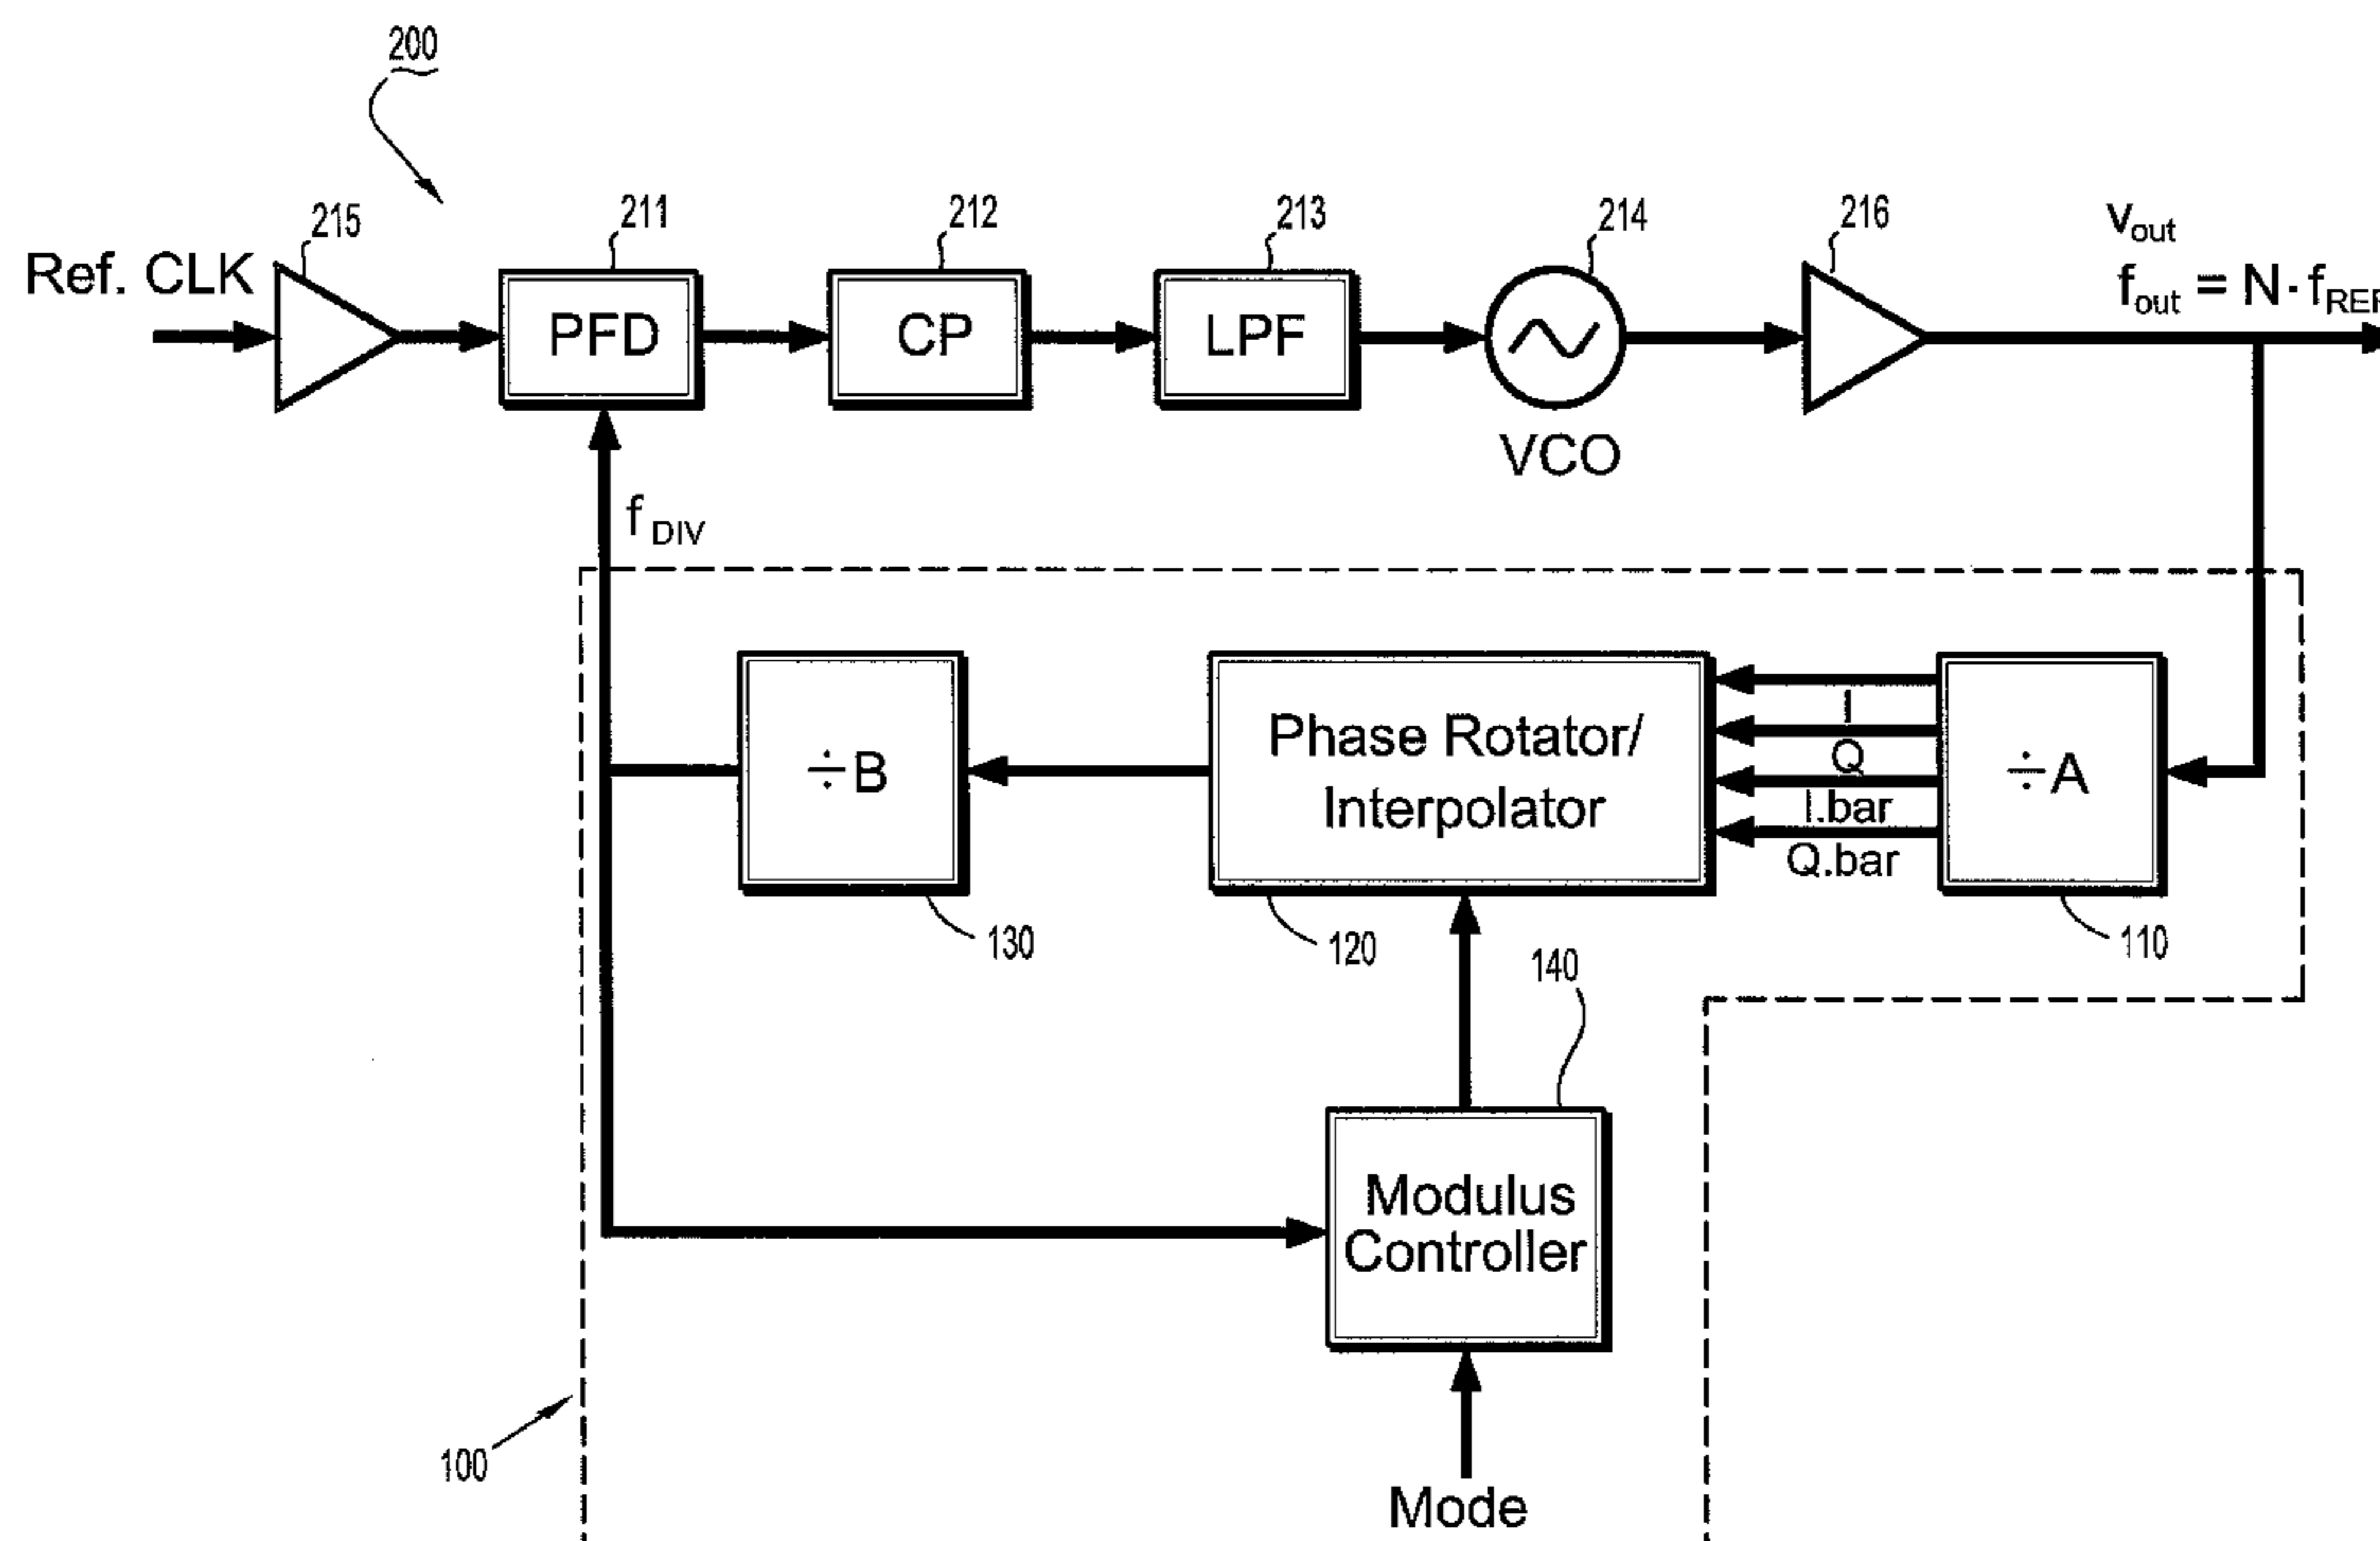 200
215
211
212
213
214
216
Ref. CLK
PFD
CP
LPF
VCO
Vout
fout = N·fREF
fDIV
÷B
Phase Rotator/
Interpolator
I
Q
I.bar
Q.bar
÷A
130
120
110
140
Modulus
Controller
100
Mode